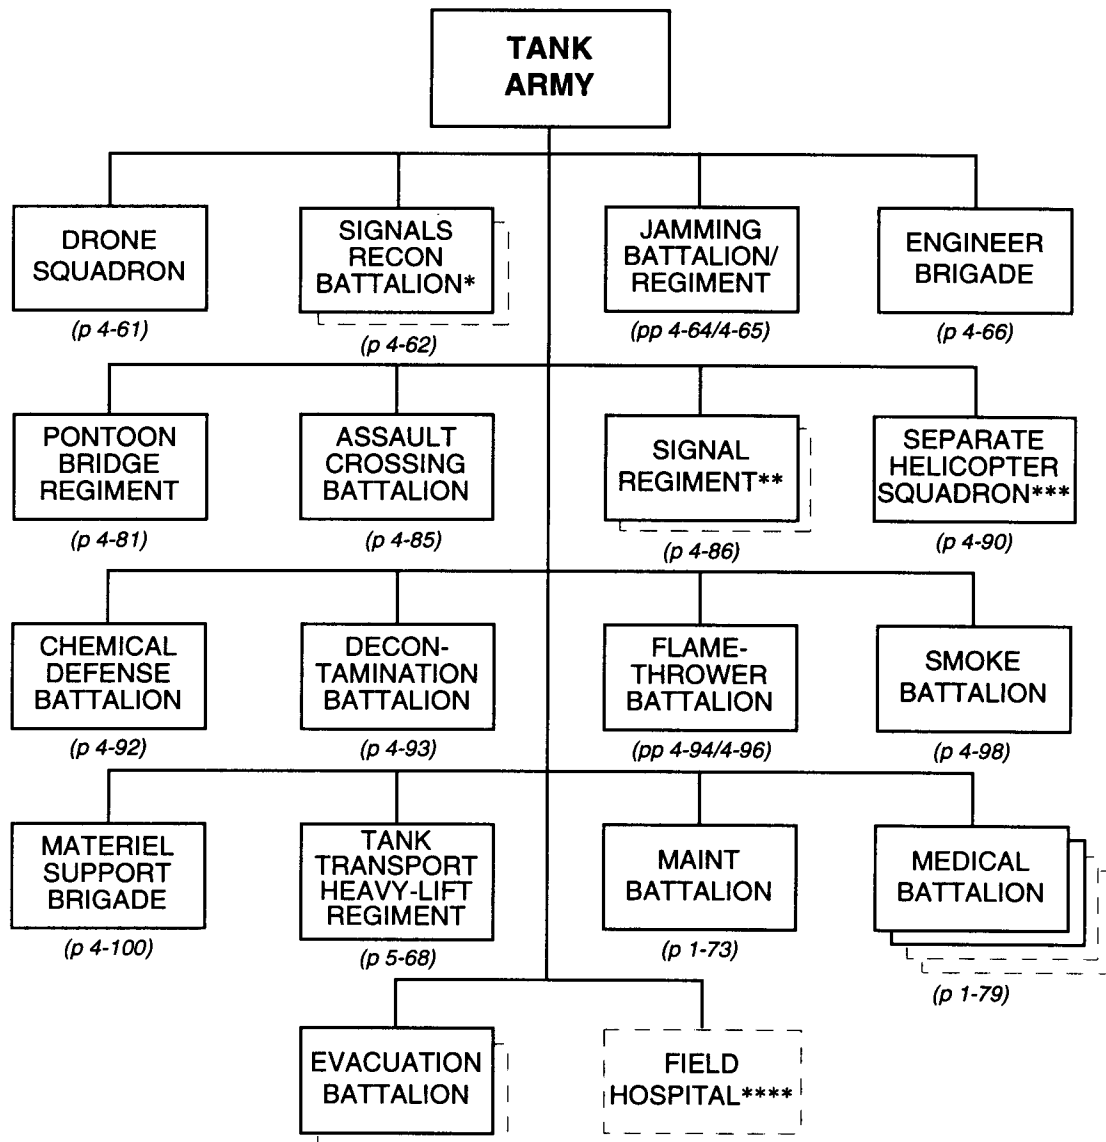 TANK
ARMY
DRONE
SQUADRON
(p 4-61)
SIGNALS
RECON
BATTALION*
(p 4-62)
JAMMING
BATTALION/
REGIMENT
(pp 4-64/4-65)
ENGINEER
BRIGADE
(p 4-66)
PONTOON
BRIDGE
REGIMENT
(p 4-81)
ASSAULT
CROSSING
BATTALION
(p 4-85)
SIGNAL
REGIMENT**
(p 4-86)
SEPARATE
HELICOPTER
SQUADRON***
(p 4-90)
CHEMICAL
DEFENSE
BATTALION
(p 4-92)
DECON-
TAMINATION
BATTALION
(p 4-93)
FLAME-
THROWER
BATTALION
(pp 4-94/4-96)
SMOKE
BATTALION
(p 4-98)
MATERIEL
SUPPORT
BRIGADE
(p 4-100)
TANK
TRANSPORT
HEAVY-LIFT
REGIMENT
(p 5-68)
MAINT
BATTALION
(p 1-73)
MEDICAL
BATTALION
(p 1-79)
EVACUATION
BATTALION
FIELD
HOSPITAL****